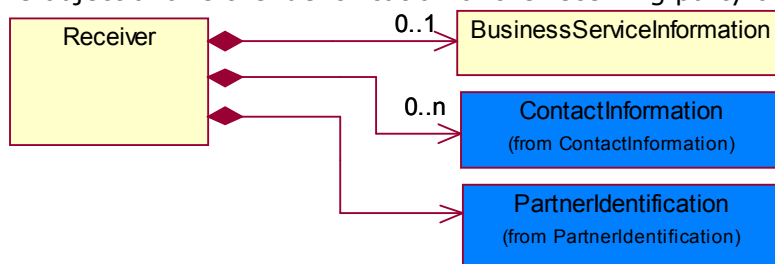 Receiver
0..1
BusinessServiceInformation
0..n
ContactInformation
(from ContactInformation)
PartnerIdentification
(from PartnerIdentification)